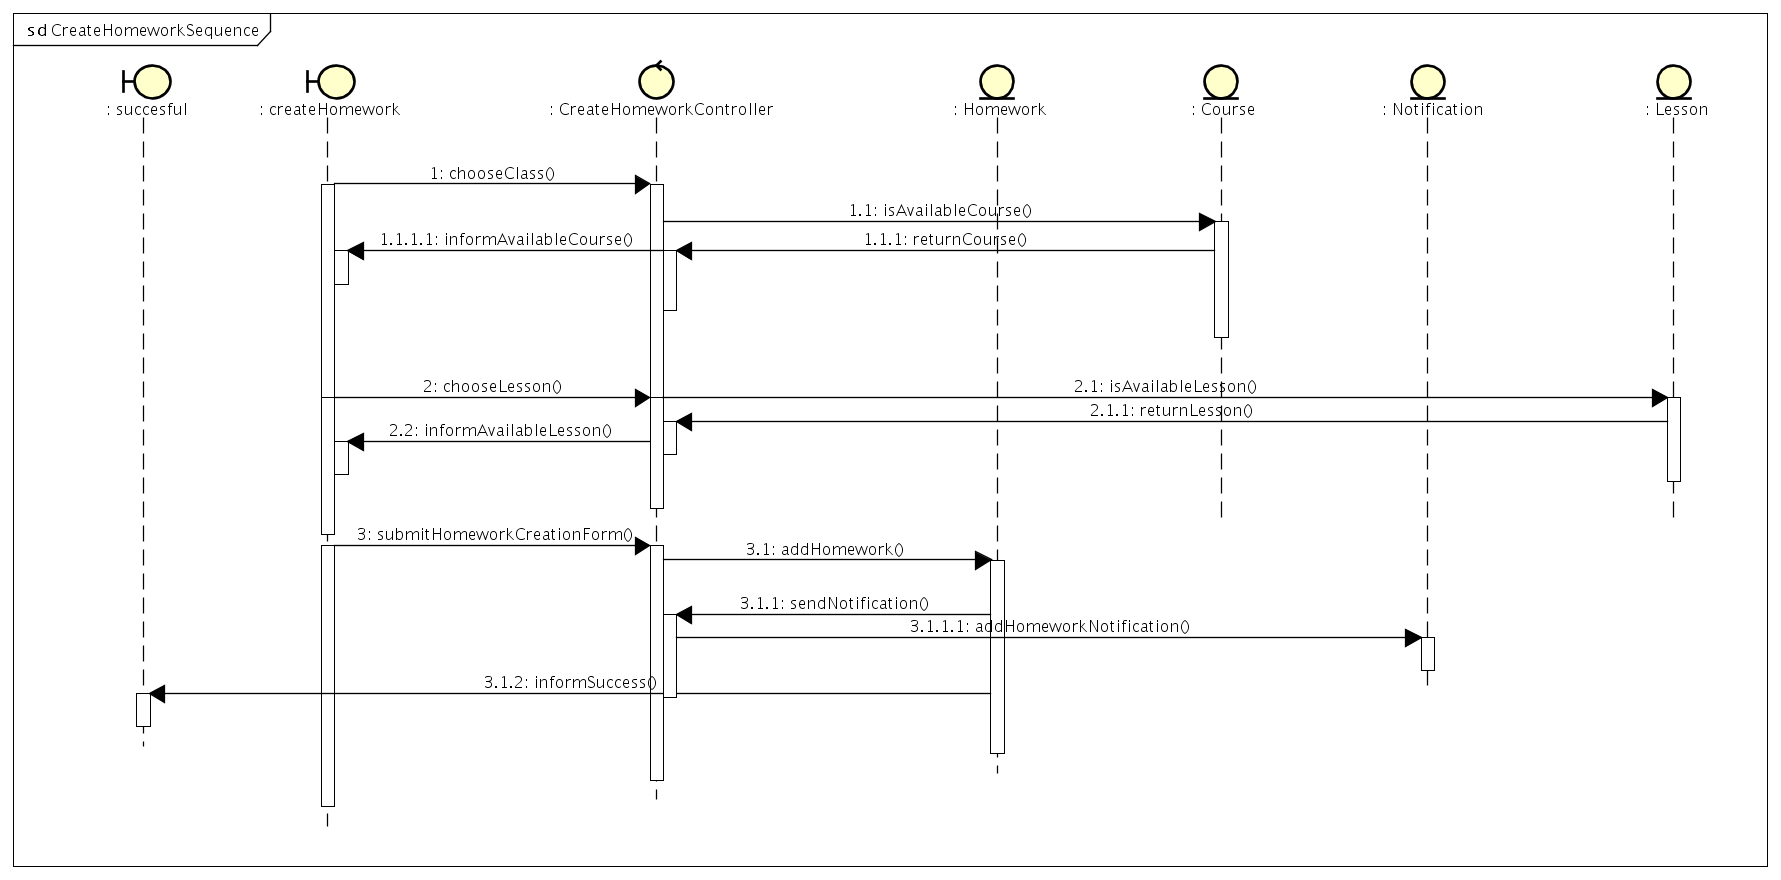 sd CreateHomeworkSequence
: succesful
: createHomework
: CreateHomeworkController
: Homework
: Course
: Notification
: Lesson
1: chooseClass()
1.1: isAvailableCourse()
1.1.1.1: informAvailableCourse()
1.1.1: returnCourse()
2: chooseLesson()
2.1: isAvailableLesson()
2.1.1: returnLesson()
2.2: informAvailableLesson()
3: submitHomeworkCreationForm()
3.1: addHomework()
3.1.1: sendNotification()
3.1.1.1: addHomeworkNotification()
3.1.2: informSuccess()